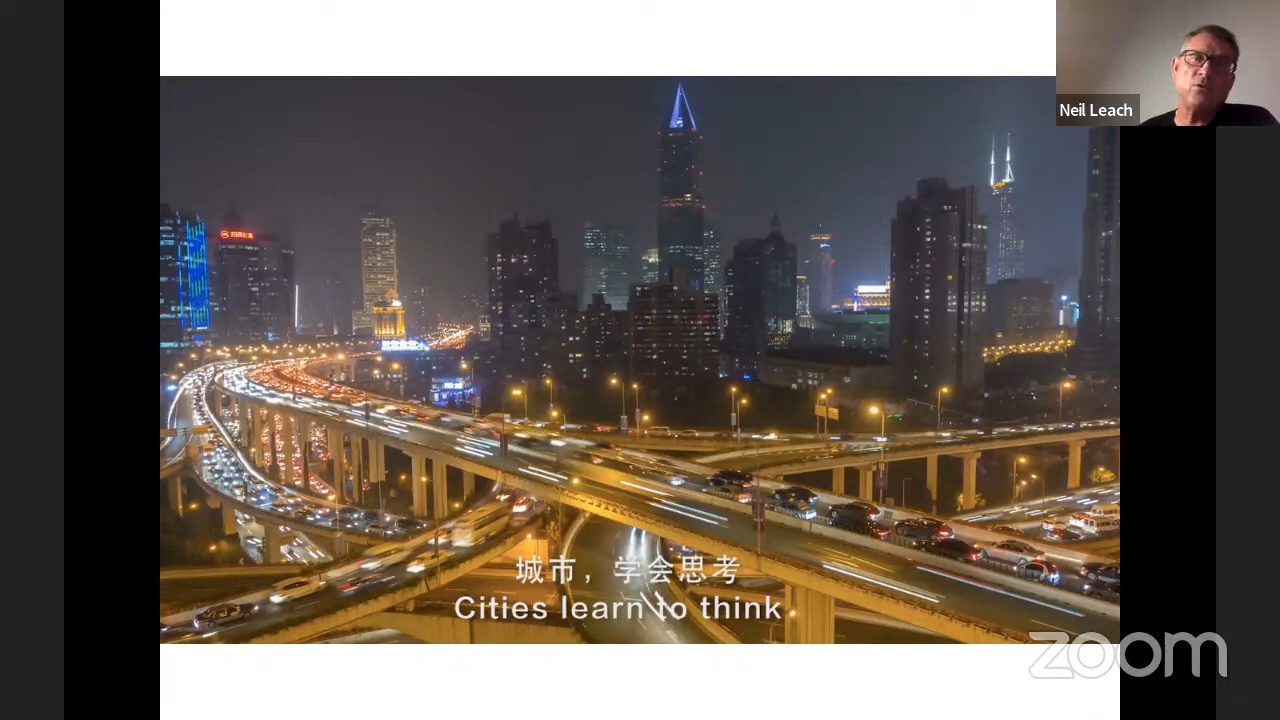 Neil Leach
城市，学会思考
Cities learn to think
zoom